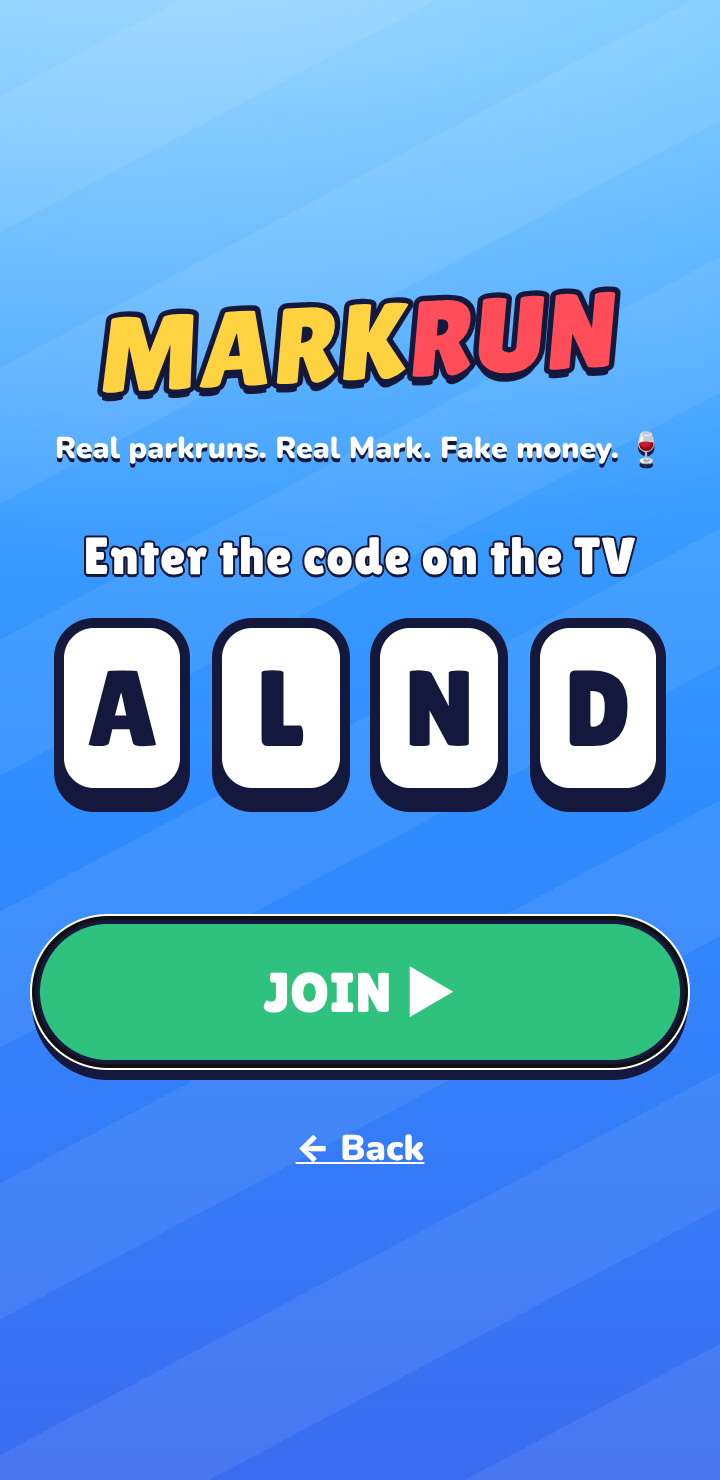 MARKRUN
Real parkruns. Real Mark. Fake money. 🍷
Enter the code on the TV
A L N D
JOIN ▶
← Back